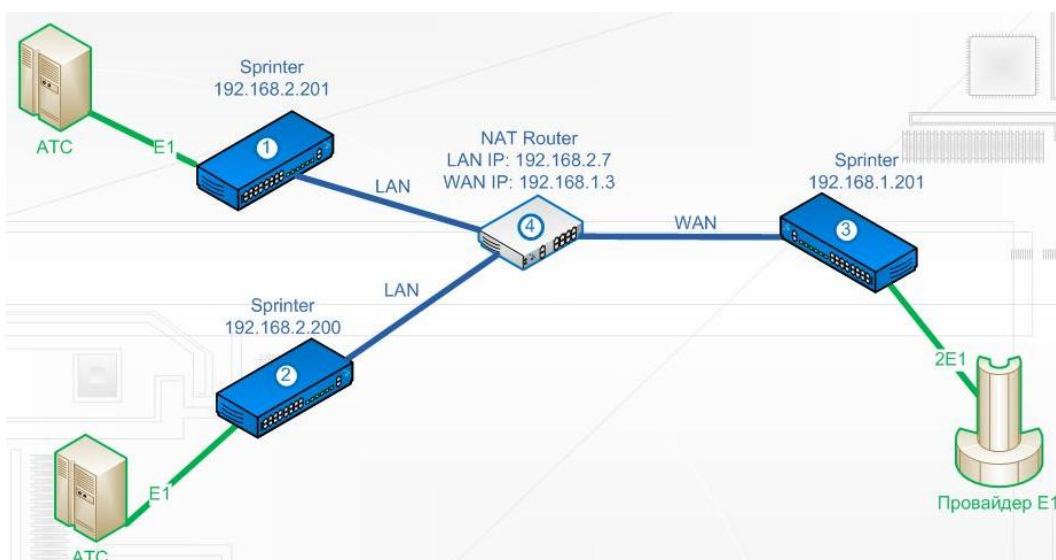 Sprinter
192.168.2.201
АТС
E1
1
LAN
NAT Router
LAN IP: 192.168.2.7
WAN IP: 192.168.1.3
4
WAN
Sprinter
192.168.1.201
3
LAN
Sprinter
192.168.2.200
2
E1
АТС
2E1
Провайдер E1